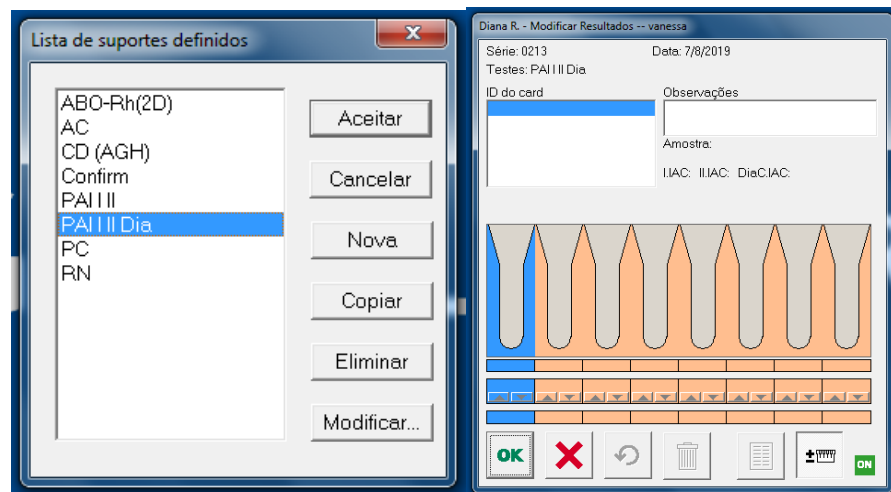 Lista de suportes definidos
ABO-Rh(2D)
AC
CD (AGH)
Confirm
PAI I II
PAI I II Dia
PC
RN
Aceitar
Cancelar
Nova
Copiar
Eliminar
Modificar...
Diana R. - Modificar Resultados -- vanessa
Série: 0213 Data: 7/8/2019
Testes: PAI I II Dia
ID do card Observações
Amostra:
I.IAC: II.IAC: DiaC.IAC:
OK
ON